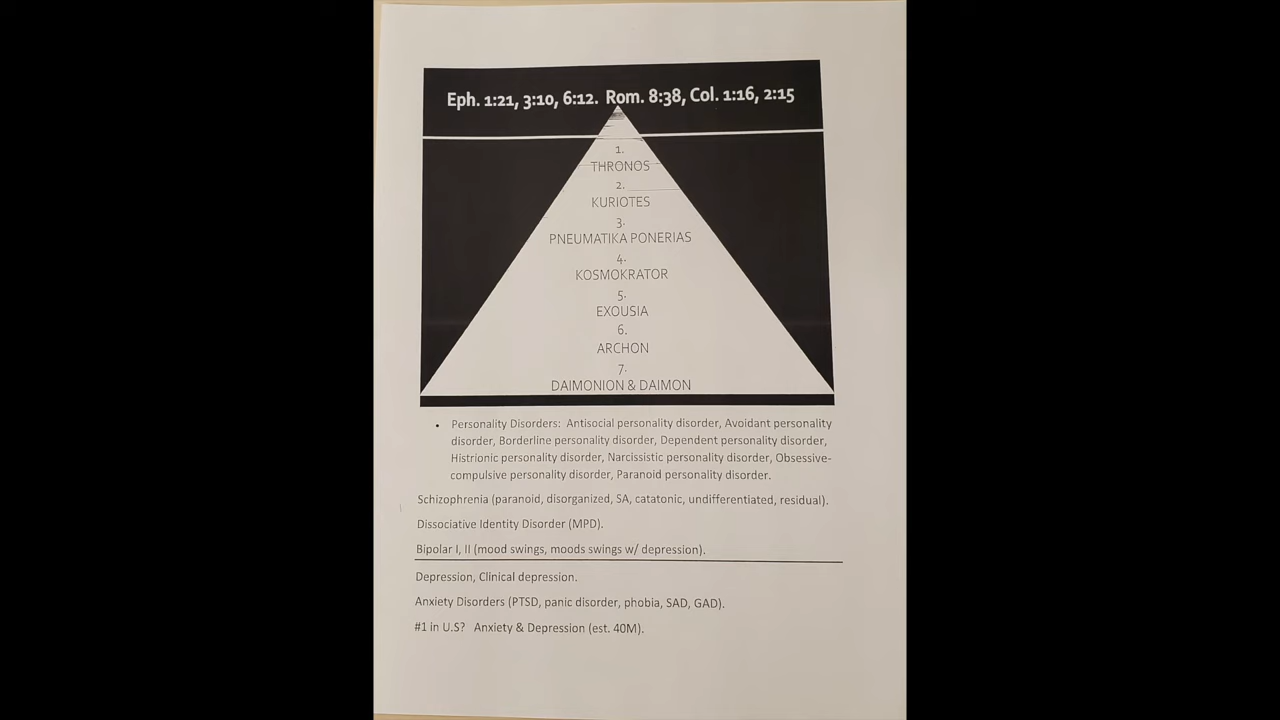 Eph. 1:21, 3:10, 6:12. Rom. 8:38, Col. 1:16, 2:15
1.
THRONOS
2.
KURIOTES
3.
PNEUMATIKA PONERIAS
4.
KOSMOKRATOR
5.
EXOUSIA
6.
ARCHON
7.
DAIMONION & DAIMON
• Personality Disorders: Antisocial personality disorder, Avoidant personality
disorder, Borderline personality disorder, Dependent personality disorder,
Histrionic personality disorder, Narcissistic personality disorder, Obsessive-
compulsive personality disorder, Paranoid personality disorder.
Schizophrenia (paranoid, disorganized, SA, catatonic, undifferentiated, residual).
Dissociative Identity Disorder (MPD).
Bipolar I, II (mood swings, moods swings w/ depression).
Depression, Clinical depression.
Anxiety Disorders (PTSD, panic disorder, phobia, SAD, GAD).
#1 in U.S? Anxiety & Depression (est. 40M).